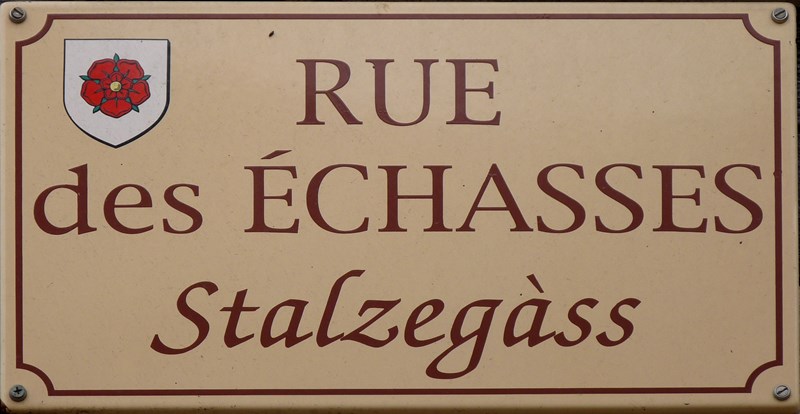 RUE
des ÉCHASSES
Stalzegàss